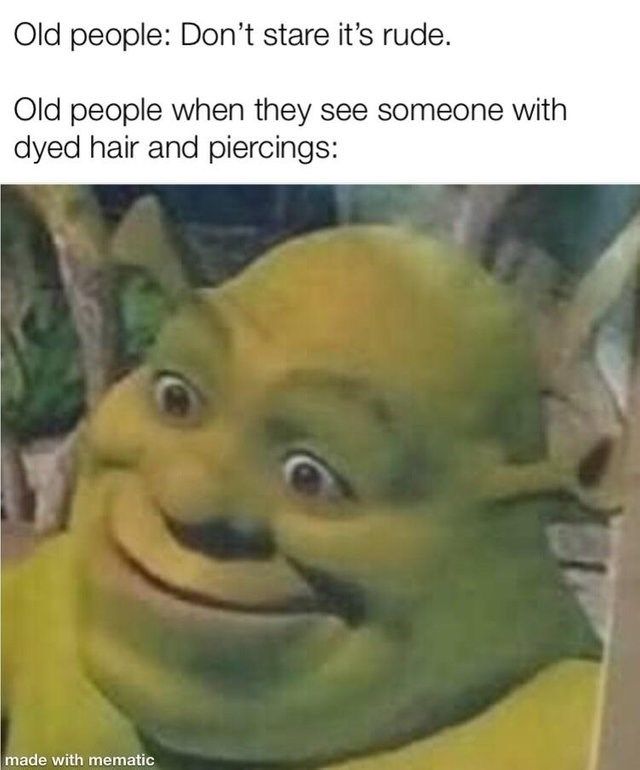 Old people: Don’t stare it’s rude.
Old people when they see someone with
dyed hair and piercings:
made with mematic